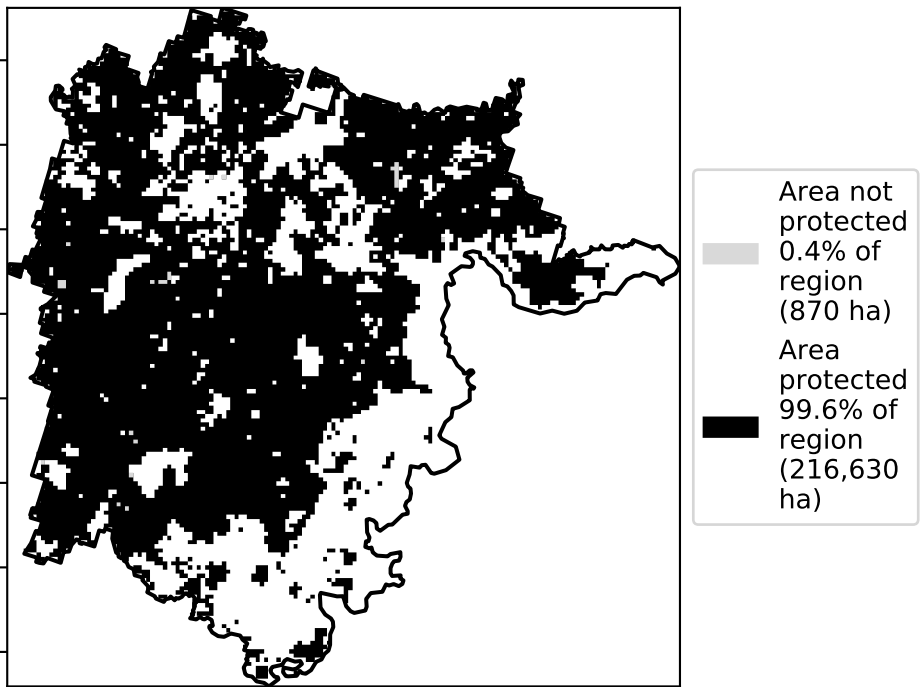 Area not
protected
0.4% of
region
(870 ha)
Area
protected
99.6% of
region
(216,630
ha)